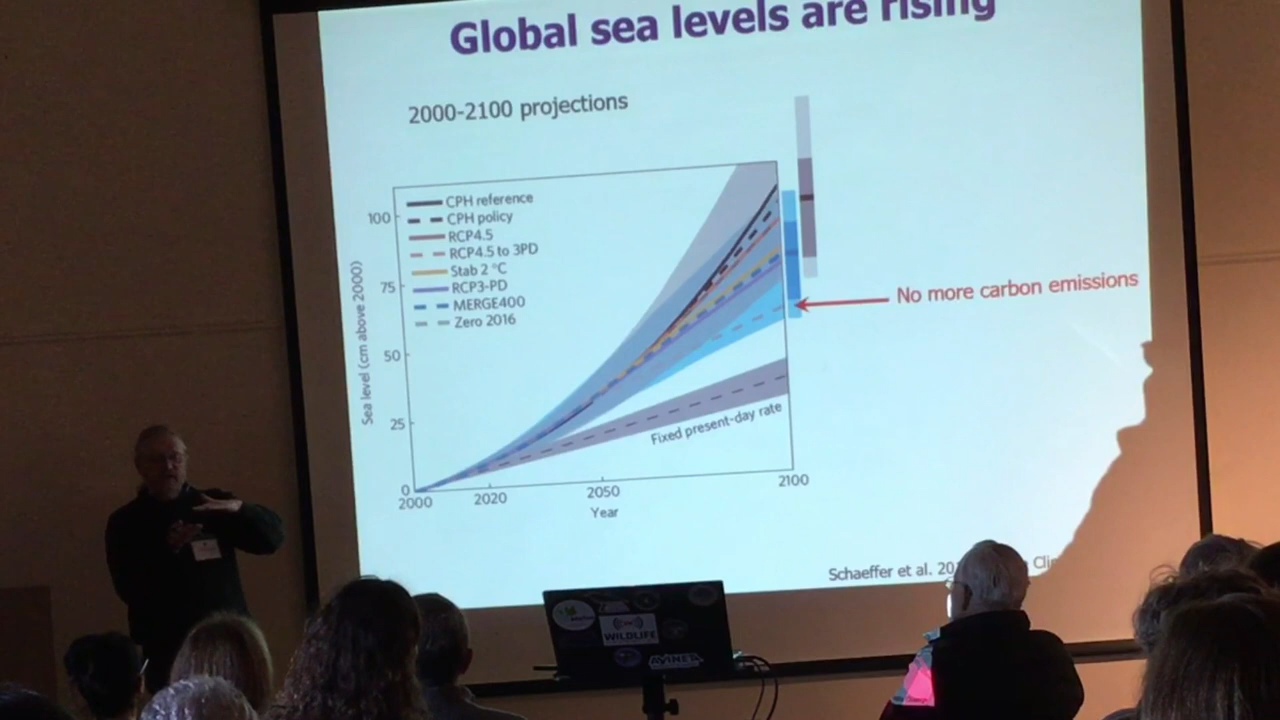 Global sea levels are rising
2000-2100 projections
CPH reference
CPH policy
RCP4.5
RCP4.5 to 3PD
Stab 2 °C
RCP3-PD
MERGE400
Zero 2016
100
75
50
25
0
Sea level (cm above 2000)
No more carbon emissions
Fixed present-day rate
2000
2020
2050
2100
Year
Schaeffer et al.
WILDLIFE